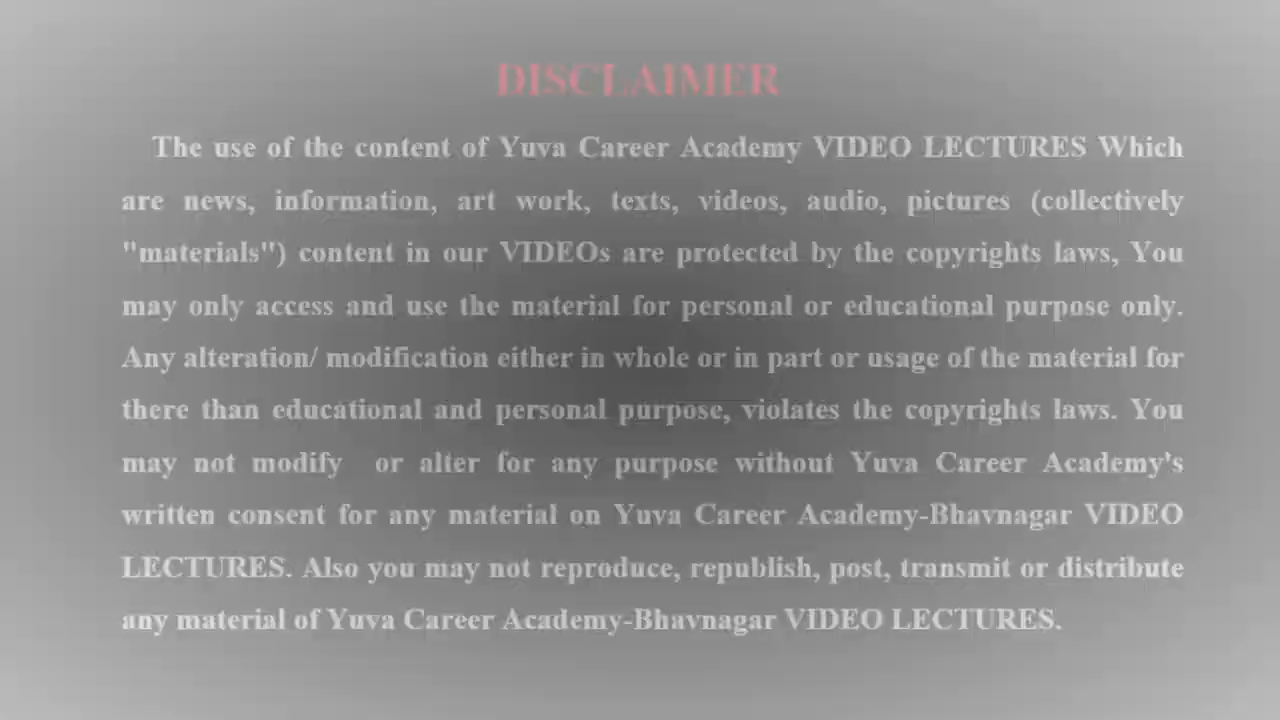 DISCLAIMER
The use of the content of Yuva Career Academy VIDEO LECTURES Which
are news, information, art work, texts, videos, audio, pictures (collectively
"materials") content in our VIDEOs are protected by the copyrights laws, You
may only access and use the material for personal or educational purpose only.
Any alteration/ modification either in whole or in part or usage of the material for
there than educational and personal purpose, violates the copyrights laws. You
may not modify or alter for any purpose without Yuva Career Academy's
written consent for any material on Yuva Career Academy-Bhavnagar VIDEO
LECTURES. Also you may not reproduce, republish, post, transmit or distribute
any material of Yuva Career Academy-Bhavnagar VIDEO LECTURES.